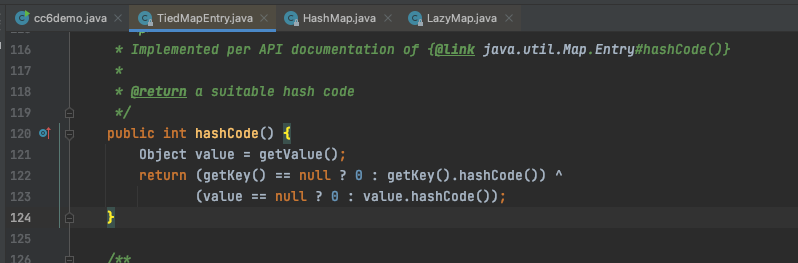 cc6demo.java × TiedMapEntry.java × HashMap.java × LazyMap.java ×
116 * Implemented per API documentation of {@link java.util.Map.Entry#hashCode()}
117 *
118 * @return a suitable hash code
119 */
120 public int hashCode() {
121 Object value = getValue();
122 return (getKey() == null ? 0 : getKey().hashCode()) ^
123 (value == null ? 0 : value.hashCode());
124 }
125
126 /**